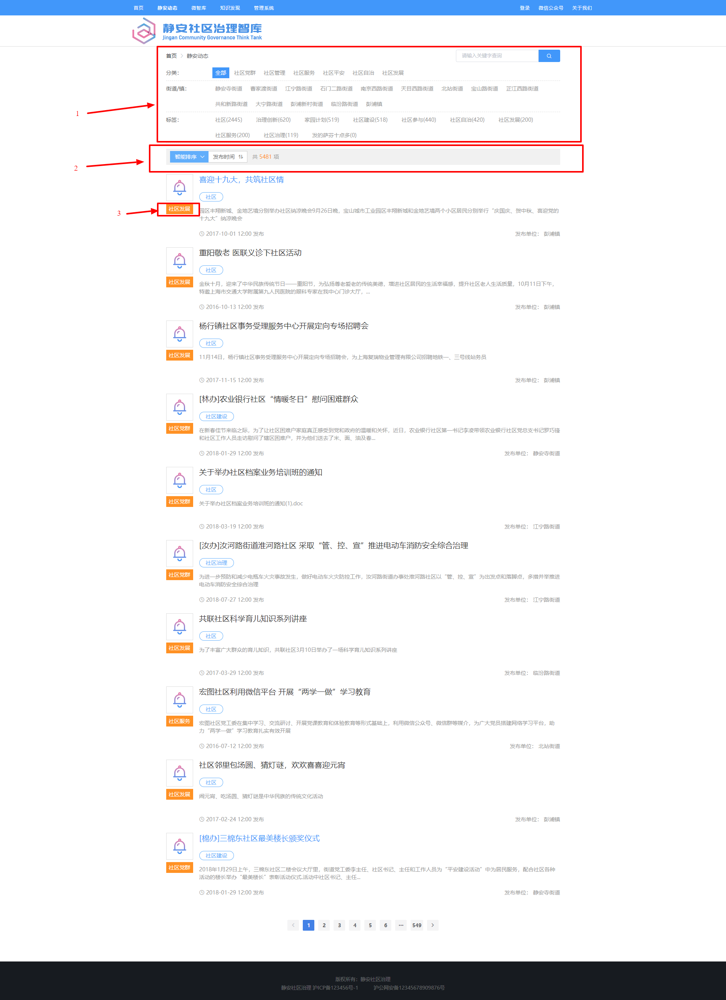 首页 静安动态 微智库 知识发现 管理系统 登录 微信公众号 关于我们
静安社区治理智库
Jingan Community Governance Think Tank
首页 > 静安动态 请输入关键字查询
分类: 全部 社区党群 社区管理 社区服务 社区平安 社区自治 社区发展
街道/镇: 静安寺街道 曹家渡街道 江宁路街道 石门二路街道 南京西路街道 天目西路街道 北站街道 宝山路街道 芷江西路街道
共和新路街道 大宁路街道 彭浦新村街道 临汾路街道 彭浦镇
1
标签: 社区(2445) 治理创新(620) 家园计划(519) 社区建设(518) 社区参与(440) 社区自治(420) 社区发展(200)
社区服务(200) 社区治理(119) 发的萨芬十点多(0)
智能排序 发布时间 共 5481 项
2
喜迎十九大，共筑社区情
社区
社区发展
3
园区丰翔新城、金地艺境分别举办社区纳凉晚会9月26日晚，宝山城市工业园区丰翔新城和金地艺境两个小区居民分别举行“庆国庆、贺中秋、喜迎党的
十九大”纳凉晚会
2017-10-01 12:00 发布 发布单位： 彭浦镇
重阳敬老 医联义诊下社区活动
社区
社区发展
金秋十月，迎来了中华民族传统节日——重阳节，为弘扬尊老爱老的传统美德，增进社区居民的生活幸福感，提升社区老人生活质量，10月11日下午，
特邀上海市交通大学附属第九人民医院的眼科专家在我中心门诊大厅，...
2016-10-13 12:00 发布 发布单位： 彭浦镇
杨行镇社区事务受理服务中心开展定向专场招聘会
社区
社区发展
11月14日，杨行镇社区事务受理服务中心开展定向专场招聘会，为上海复瑞物业管理有限公司招聘地铁一、三号线站务员
2017-11-15 12:00 发布 发布单位： 彭浦镇
[林办]农业银行社区“情暖冬日”慰问困难群众
社区建设
社区党群
在新春佳节来临之际，为了让社区困难户家庭真正感受到党和政府的温暖和关怀，近日，农业银行社区第一书记李凌带领农业银行社区党总支书记罗巧锋
和社区工作人员走访慰问了辖区困难户，并为他们送去了米、面、油及春...
2018-01-29 12:00 发布 发布单位： 静安寺街道
关于举办社区档案业务培训班的通知
社区
社区党群
关于举办社区档案业务培训班的通知(1).doc
2018-03-19 12:00 发布 发布单位： 江宁路街道
[汝办]汝河路街道淮河路社区 采取“管、控、宣”推进电动车消防安全综合治理
社区治理
社区党群
为进一步预防和减少电瓶车火灾事故发生，做好电动车火灾防控工作，汝河路街道办事处淮河路社区以“管、控、宣”为出发点和落脚点，多措并举推进
电动车消防安全综合治理
2018-07-27 12:00 发布 发布单位： 江宁路街道
共联社区科学育儿知识系列讲座
社区
社区发展
为了丰富广大群众的育儿知识，共联社区3月10日举办了一场科学育儿知识系列讲座
2017-03-29 12:00 发布 发布单位： 临汾路街道
宏图社区利用微信平台 开展“两学一做”学习教育
社区
社区服务
宏图社区党工委在集中学习、交流研讨、开展党课教育和体验教育等形式基础上，利用微信公众号、微信群等媒介，为广大党员搭建网络学习平台，助
力“两学一做”学习教育扎实有效开展
2016-07-12 12:00 发布 发布单位： 北站街道
社区邻里包汤圆、猜灯谜，欢欢喜喜迎元宵
社区
社区发展
闹元宵、吃汤圆、猜灯谜是中华民族的传统文化活动
2017-02-24 12:00 发布 发布单位： 彭浦镇
[棉办]三棉东社区最美楼长颁奖仪式
社区建设
社区党群
2018年1月29日上午，三棉东社区二楼会议大厅里，街道党工委李主任、社区书记、主任和工作人员为“平安建设活动”中为居民服务，配合社区各种
活动的楼长举办“最美楼长”表彰活动仪式.活动中社区书记、主任...
2018-01-29 12:00 发布 发布单位： 静安寺街道
< 1 2 3 4 5 6 ··· 549 >
版权所有：静安社区治理
静安社区治理 沪ICP备123456号-1 沪公网安备12345678909876号